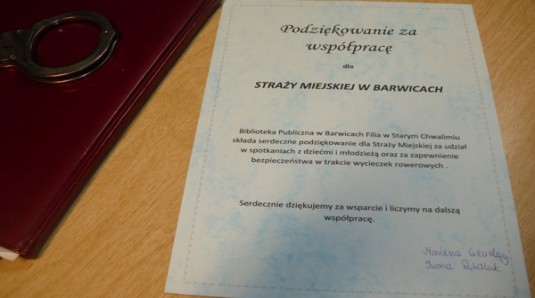 Podziękowanie za
współpracę
dla
STRAŻY MIEJSKIEJ W BARWICACH
Biblioteka Publiczna w Barwicach Filia w Starym Chwalimiu
składa serdeczne podziękowanie dla Straży Miejskiej za udział
w spotkaniach z dziećmi i młodzieżą oraz za zapewnienie
bezpieczeństwa w trakcie wycieczek rowerowych .
Serdecznie dziękujemy za wsparcie i liczymy na dalszą
współpracę.
Marlena
Iwona